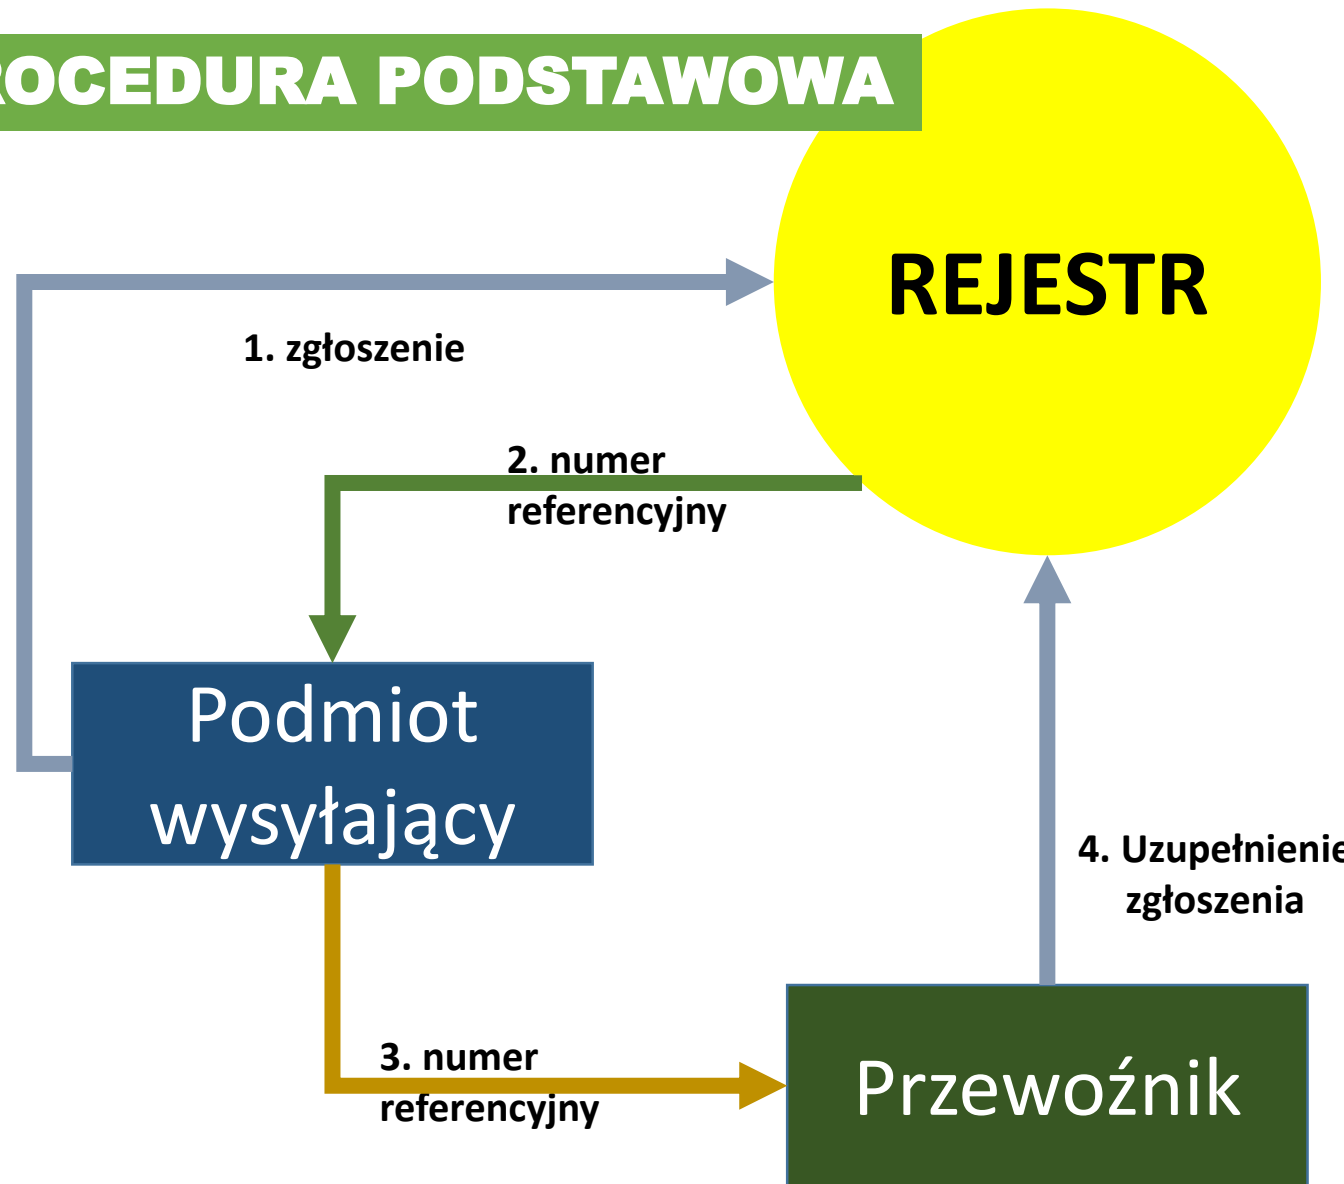 ROCEDURA PODSTAWOWA
REJESTR
1. zgłoszenie
2. numer
referencyjny
Podmiot
wysyłający
4. Uzupełnienie
zgłoszenia
3. numer
referencyjny
Przewoźnik